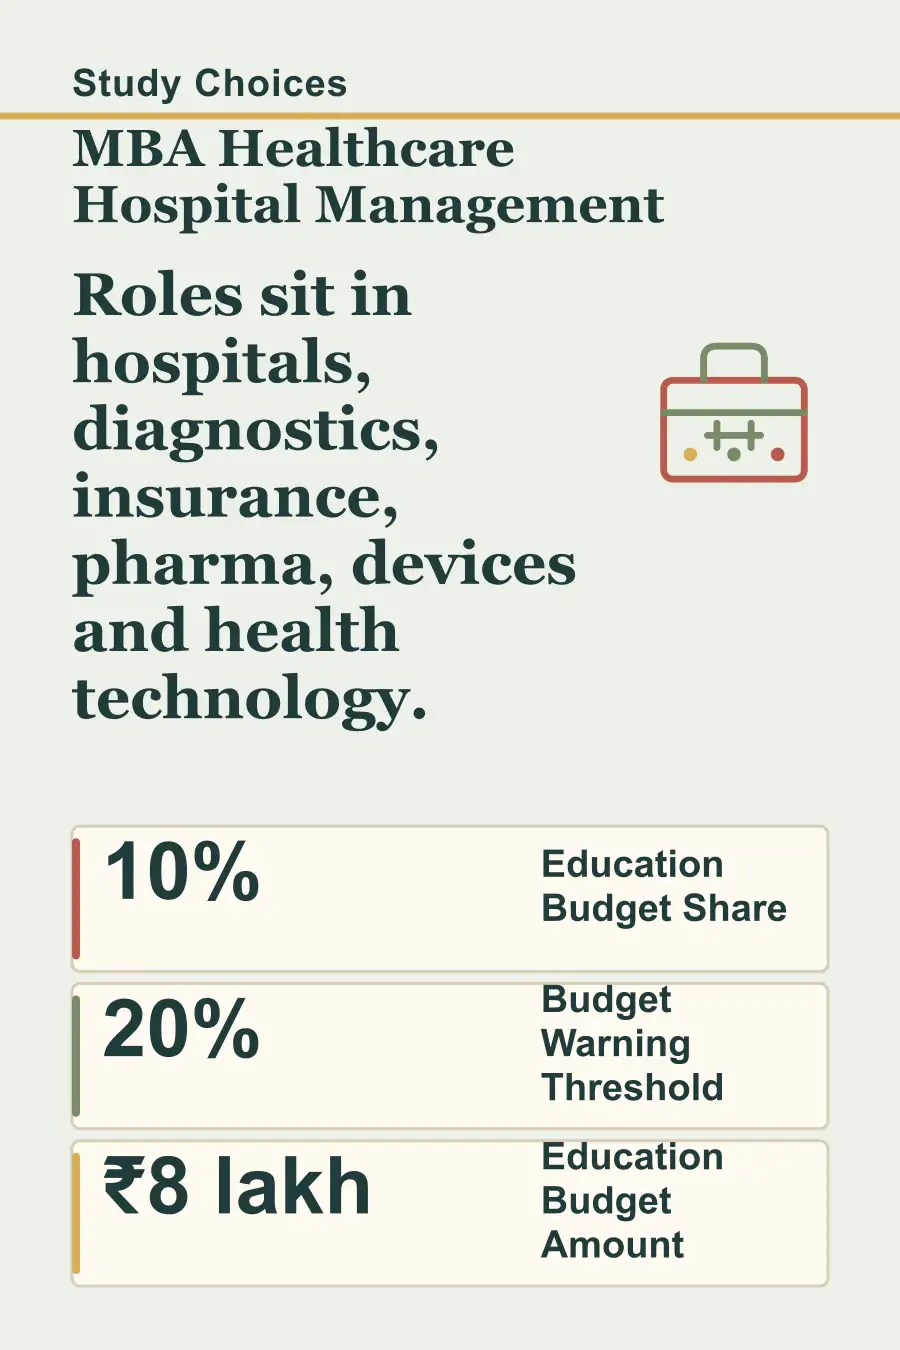 Study Choices
MBA Healthcare
Hospital Management
Roles sit in
hospitals,
diagnostics,
insurance,
pharma, devices
and health
technology.
10%
Education
Budget Share
20%
Budget
Warning
Threshold
₹8 lakh
Education
Budget
Amount